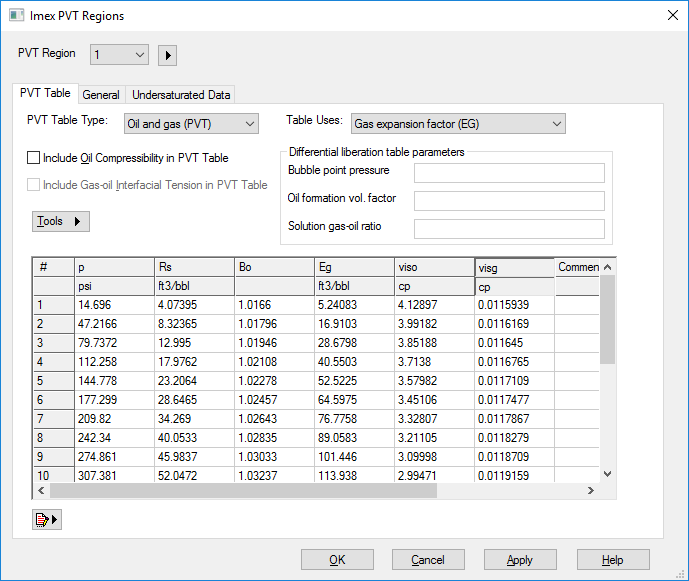 Imex PVT Regions
PVT Region 1
PVT Table General Undersaturated Data
PVT Table Type: Oil and gas (PVT) Table Uses: Gas expansion factor (EG)
Include Oil Compressibility in PVT Table
Include Gas-oil Interfacial Tension in PVT Table
Tools
Differential liberation table parameters
Bubble point pressure
Oil formation vol. factor
Solution gas-oil ratio
# p Rs Bo Eg viso visg Commen
psi ft3/bbl ft3/bbl cp cp
1 14.696 4.07395 1.0166 5.24083 4.12897 0.0115939
2 47.2166 8.32365 1.01796 16.9103 3.99182 0.0116169
3 79.7372 12.995 1.01946 28.6798 3.85188 0.011645
4 112.258 17.9762 1.02108 40.5503 3.7138 0.0116765
5 144.778 23.2064 1.02278 52.5225 3.57982 0.0117109
6 177.299 28.6465 1.02457 64.5975 3.45106 0.0117477
7 209.82 34.269 1.02643 76.7758 3.32807 0.0117867
8 242.34 40.0533 1.02835 89.0583 3.21105 0.0118279
9 274.861 45.9837 1.03033 101.446 3.09998 0.0118709
10 307.381 52.0472 1.03237 113.938 2.99471 0.0119159
OK Cancel Apply Help